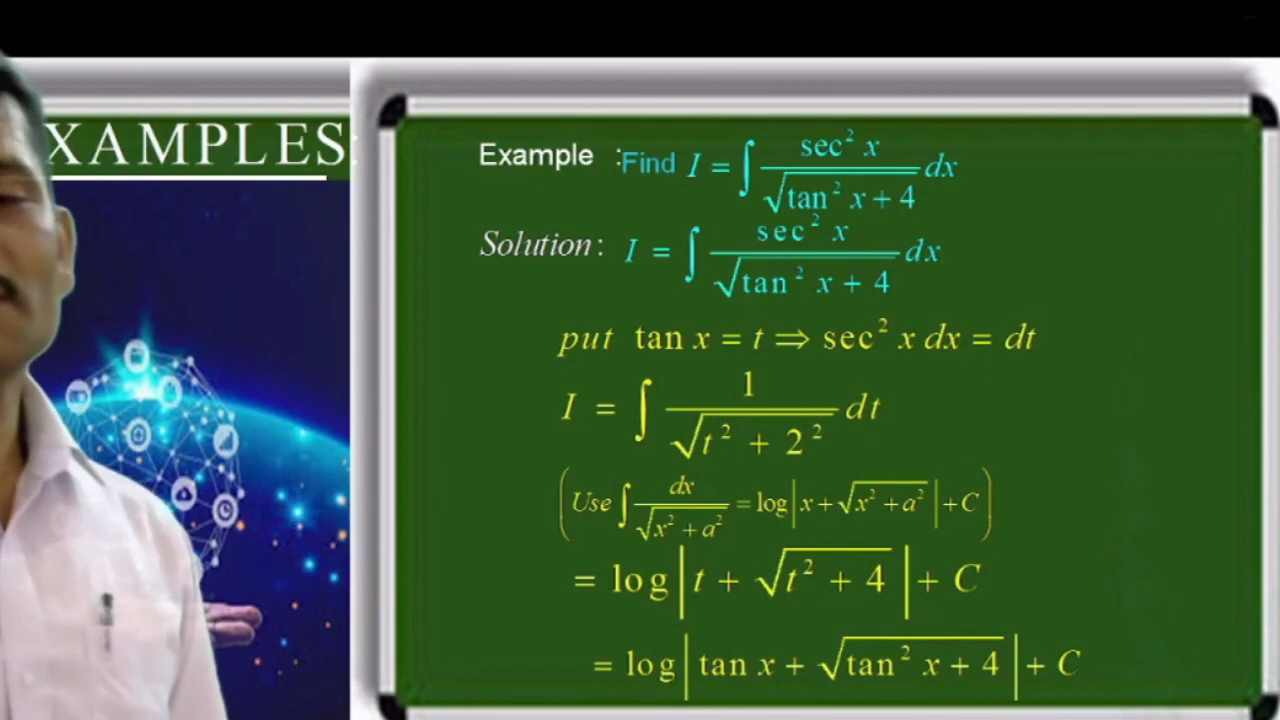 XAMPLES:
Example : Find I = ∫ sec² x / √(tan² x + 4) dx
Solution : I = ∫ sec² x / √(tan² x + 4) dx
put tan x = t ⇒ sec² x dx = dt
I = ∫ 1 / √(t² + 2²) dt
(Use ∫ dx / √(x² + a²) = log |x + √(x² + a²)| + C)
= log |t + √(t² + 4)| + C
= log |tan x + √(tan² x + 4)| + C